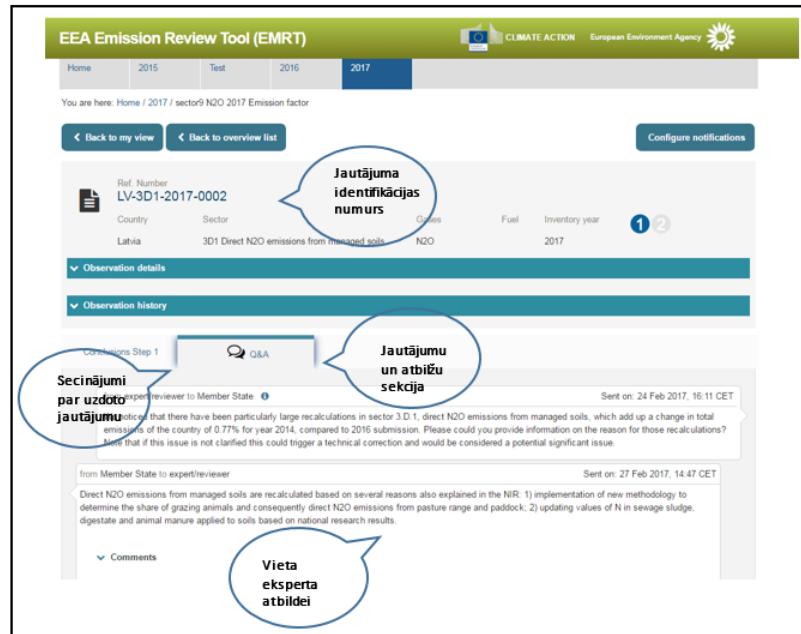 EEA Emission Review Tool (EMRT)
CLIMATE ACTION
European Environment Agency
Home 2015 Test 2016 2017
You are here: Home / 2017 / sector9 N2O 2017 Emission factor
Back to my view
Back to overview list
Configure notifications
Ref. Number
LV-3D1-2017-0002
Jautājuma
identifikācijas
numurs
Country Sector Gases Fuel Inventory year
1 2
Latvia 3D1 Direct N2O emissions from managed soils N2O 2017
Observation details
Observation history
Conclusions Step 1
Q&A
Jautājumu
un atbilžu
sekcija
Secinājumi
par uzdoto
jautājumu
from expert/reviewer to Member State
Sent on: 24 Feb 2017, 16:11 CET
notices that there have been particularly large recalculations in sector 3.D.1, direct N2O emissions from managed soils, which add up a change in total
emissions of the country of 0.77% for year 2014, compared to 2016 submission. Please could you provide information on the reason for those recalculations?
Note that if this issue is not clarified this could trigger a technical correction and would be considered a potential significant issue.
from Member State to expert/reviewer
Sent on: 27 Feb 2017, 14:47 CET
Direct N2O emissions from managed soils are recalculated based on several reasons also explained in the NIR: 1) implementation of new methodology to
determine the share of grazing animals and consequently direct N2O emissions from pasture range and paddock; 2) updating values of N in sewage sludge,
digestate and animal manure applied to soils based on national research results.
Comments
Vieta
eksperta
atbildei